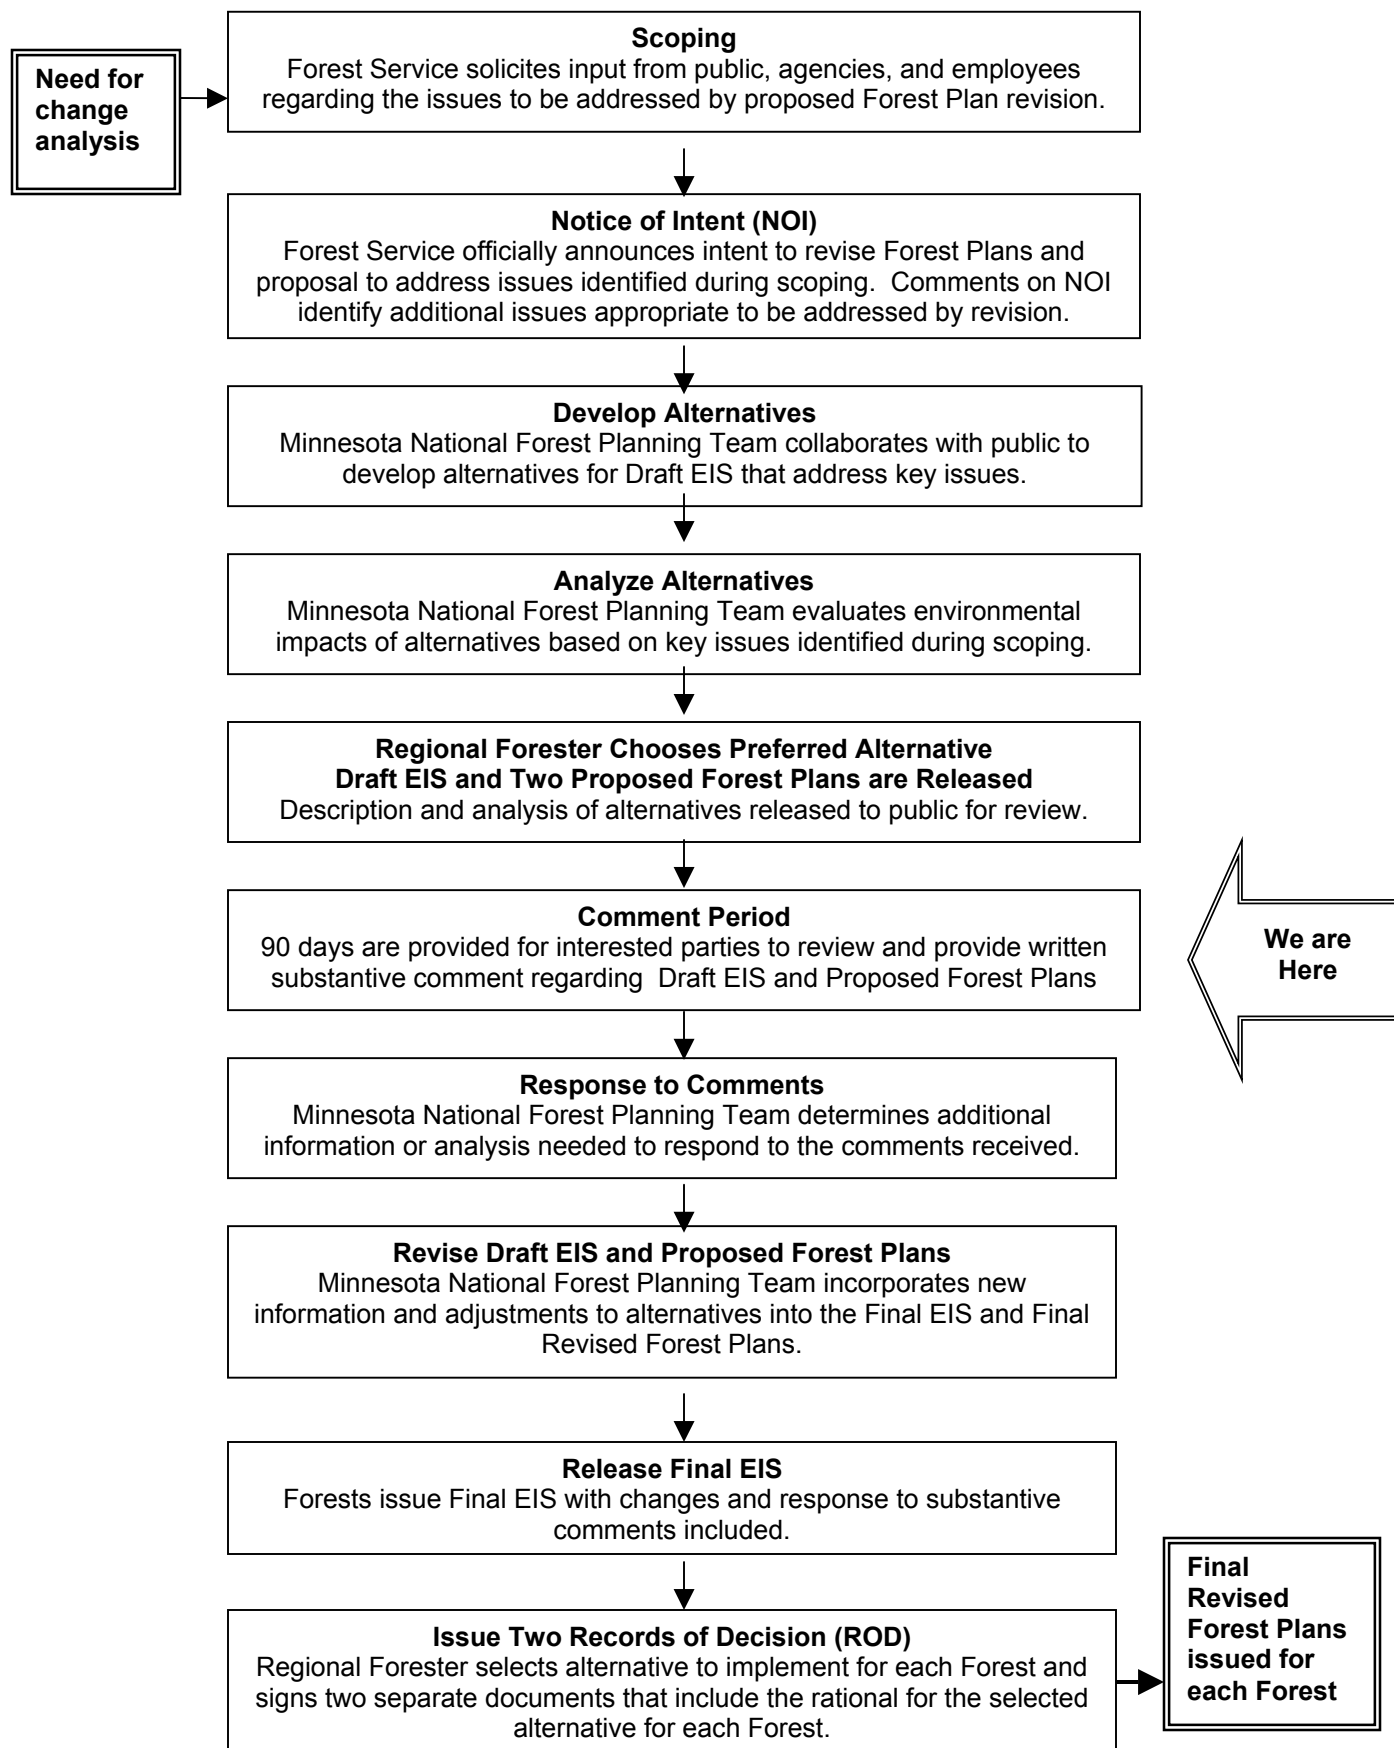 Need for
change
analysis
Scoping
Forest Service solicites input from public, agencies, and employees
regarding the issues to be addressed by proposed Forest Plan revision.
Notice of Intent (NOI)
Forest Service officially announces intent to revise Forest Plans and
proposal to address issues identified during scoping.  Comments on NOI
identify additional issues appropriate to be addressed by revision.
Develop Alternatives
Minnesota National Forest Planning Team collaborates with public to
develop alternatives for Draft EIS that address key issues.
Analyze Alternatives
Minnesota National Forest Planning Team evaluates environmental
impacts of alternatives based on key issues identified during scoping.
Regional Forester Chooses Preferred Alternative
Draft EIS and Two Proposed Forest Plans are Released
Description and analysis of alternatives released to public for review.
Comment Period
90 days are provided for interested parties to review and provide written
substantive comment regarding  Draft EIS and Proposed Forest Plans
We are
Here
Response to Comments
Minnesota National Forest Planning Team determines additional
information or analysis needed to respond to the comments received.
Revise Draft EIS and Proposed Forest Plans
Minnesota National Forest Planning Team incorporates new
information and adjustments to alternatives into the Final EIS and Final
Revised Forest Plans.
Release Final EIS
Forests issue Final EIS with changes and response to substantive
comments included.
Issue Two Records of Decision (ROD)
Regional Forester selects alternative to implement for each Forest and
signs two separate documents that include the rational for the selected
alternative for each Forest.
Final
Revised
Forest Plans
issued for
each Forest